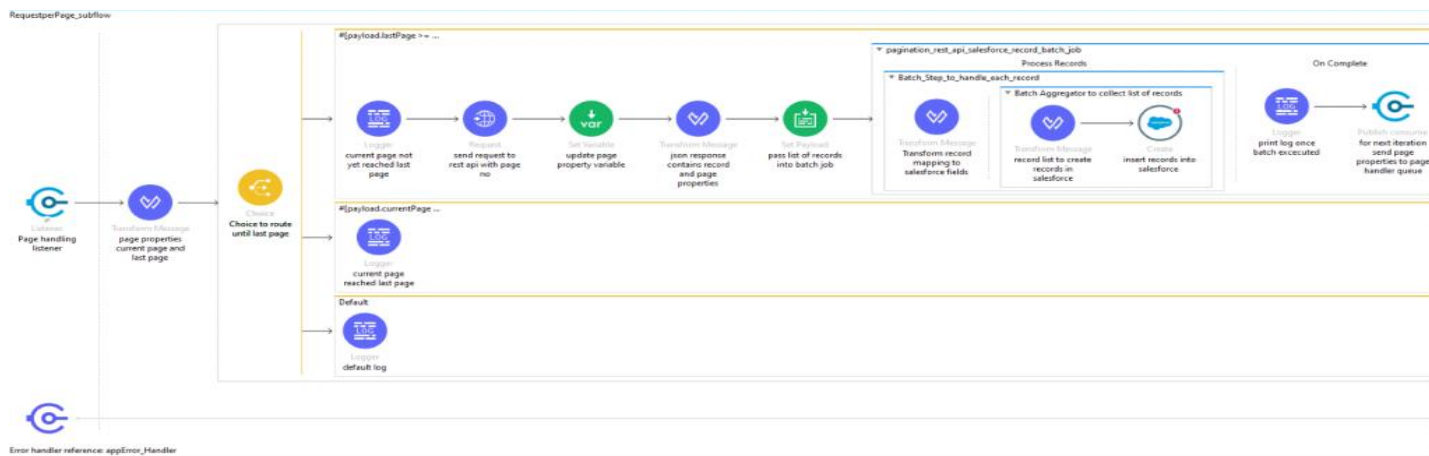 RequestperPage_subflow
#[payload.lastPage >= ...
pagination_rest_api_salesforce_record_batch_job
Process Records
On Complete
Batch_Step_to_handle_each_record
Batch Aggregator to collect list of records
LOG
Logger
current page not
yet reached last
page
Request
send request to
rest api with page
no
var
Set Variable
update page
property variable
Transform Message
json response
contains record
and page
properties
Set Payload
pass list of records
into batch job
Transform Message
Transform record
mapping to
salesforce fields
Transform Message
record list to create
records in
salesforce
Create
insert records into
salesforce
LOG
Logger
print log once
batch excecuted
Publish consume
for next iteration
send page
properties to page
handler queue
Listener
Page handling
listener
Transform Message
page properties
current page and
last page
Choice
Choice to route
until last page
#[payload.currentPage ...
LOG
Logger
current page
reached last page
Default
LOG
Logger
default log
Error handler reference: appError_Handler